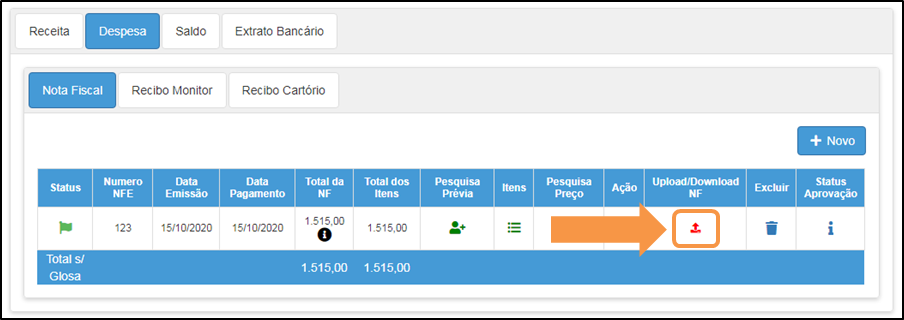 Receita Despesa Saldo Extrato Bancário
Nota Fiscal Recibo Monitor Recibo Cartório
+ Novo
Status Numero NFE Data Emissão Data Pagamento Total da NF Total dos Itens Pesquisa Prévia Itens Pesquisa Preço Ação Upload/Download NF Excluir Status Aprovação
123 15/10/2020 15/10/2020 1.515,00 1.515,00
Total s/ Glosa 1.515,00 1.515,00